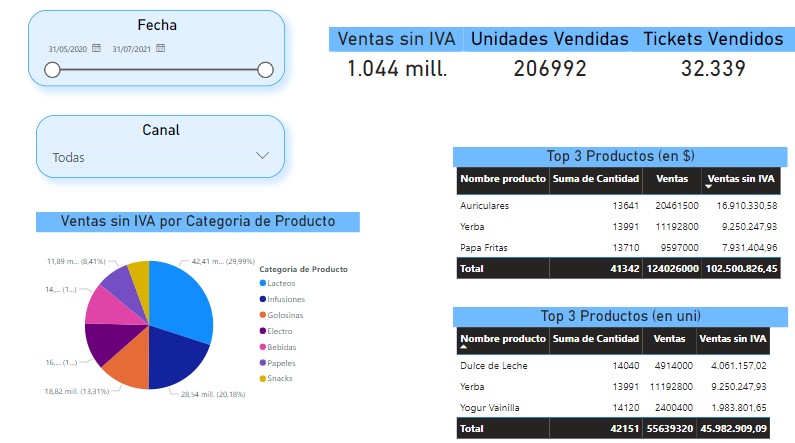 Fecha
31/05/2020 31/07/2021
Canal
Todas
Ventas sin IVA Unidades Vendidas Tickets Vendidos
1.044 mill. 206992 32.339
Top 3 Productos (en $)
Nombre producto Suma de Cantidad Ventas Ventas sin IVA
Auriculares 13641 20461500 16.910.330,58
Yerba 13991 11192800 9.250.247,93
Papa Fritas 13710 9597000 7.931.404,96
Total 41342 124026000 102.500.826,45
Ventas sin IVA por Categoria de Producto
11,89 m... (8,41%)
42,41 m... (29,99%)
14,... (1...)
16,... (1...)
18,82 mill. (13,31%)
28,54 mill. (20,18%)
Categoria de Producto
Lacteos
Infusiones
Golosinas
Electro
Bebidas
Papeles
Snacks
Top 3 Productos (en uni)
Nombre producto Suma de Cantidad Ventas Ventas sin IVA
Dulce de Leche 14040 4914000 4.061.157,02
Yerba 13991 11192800 9.250.247,93
Yogur Vainilla 14120 2400400 1.983.801,65
Total 42151 55639320 45.982.909,09